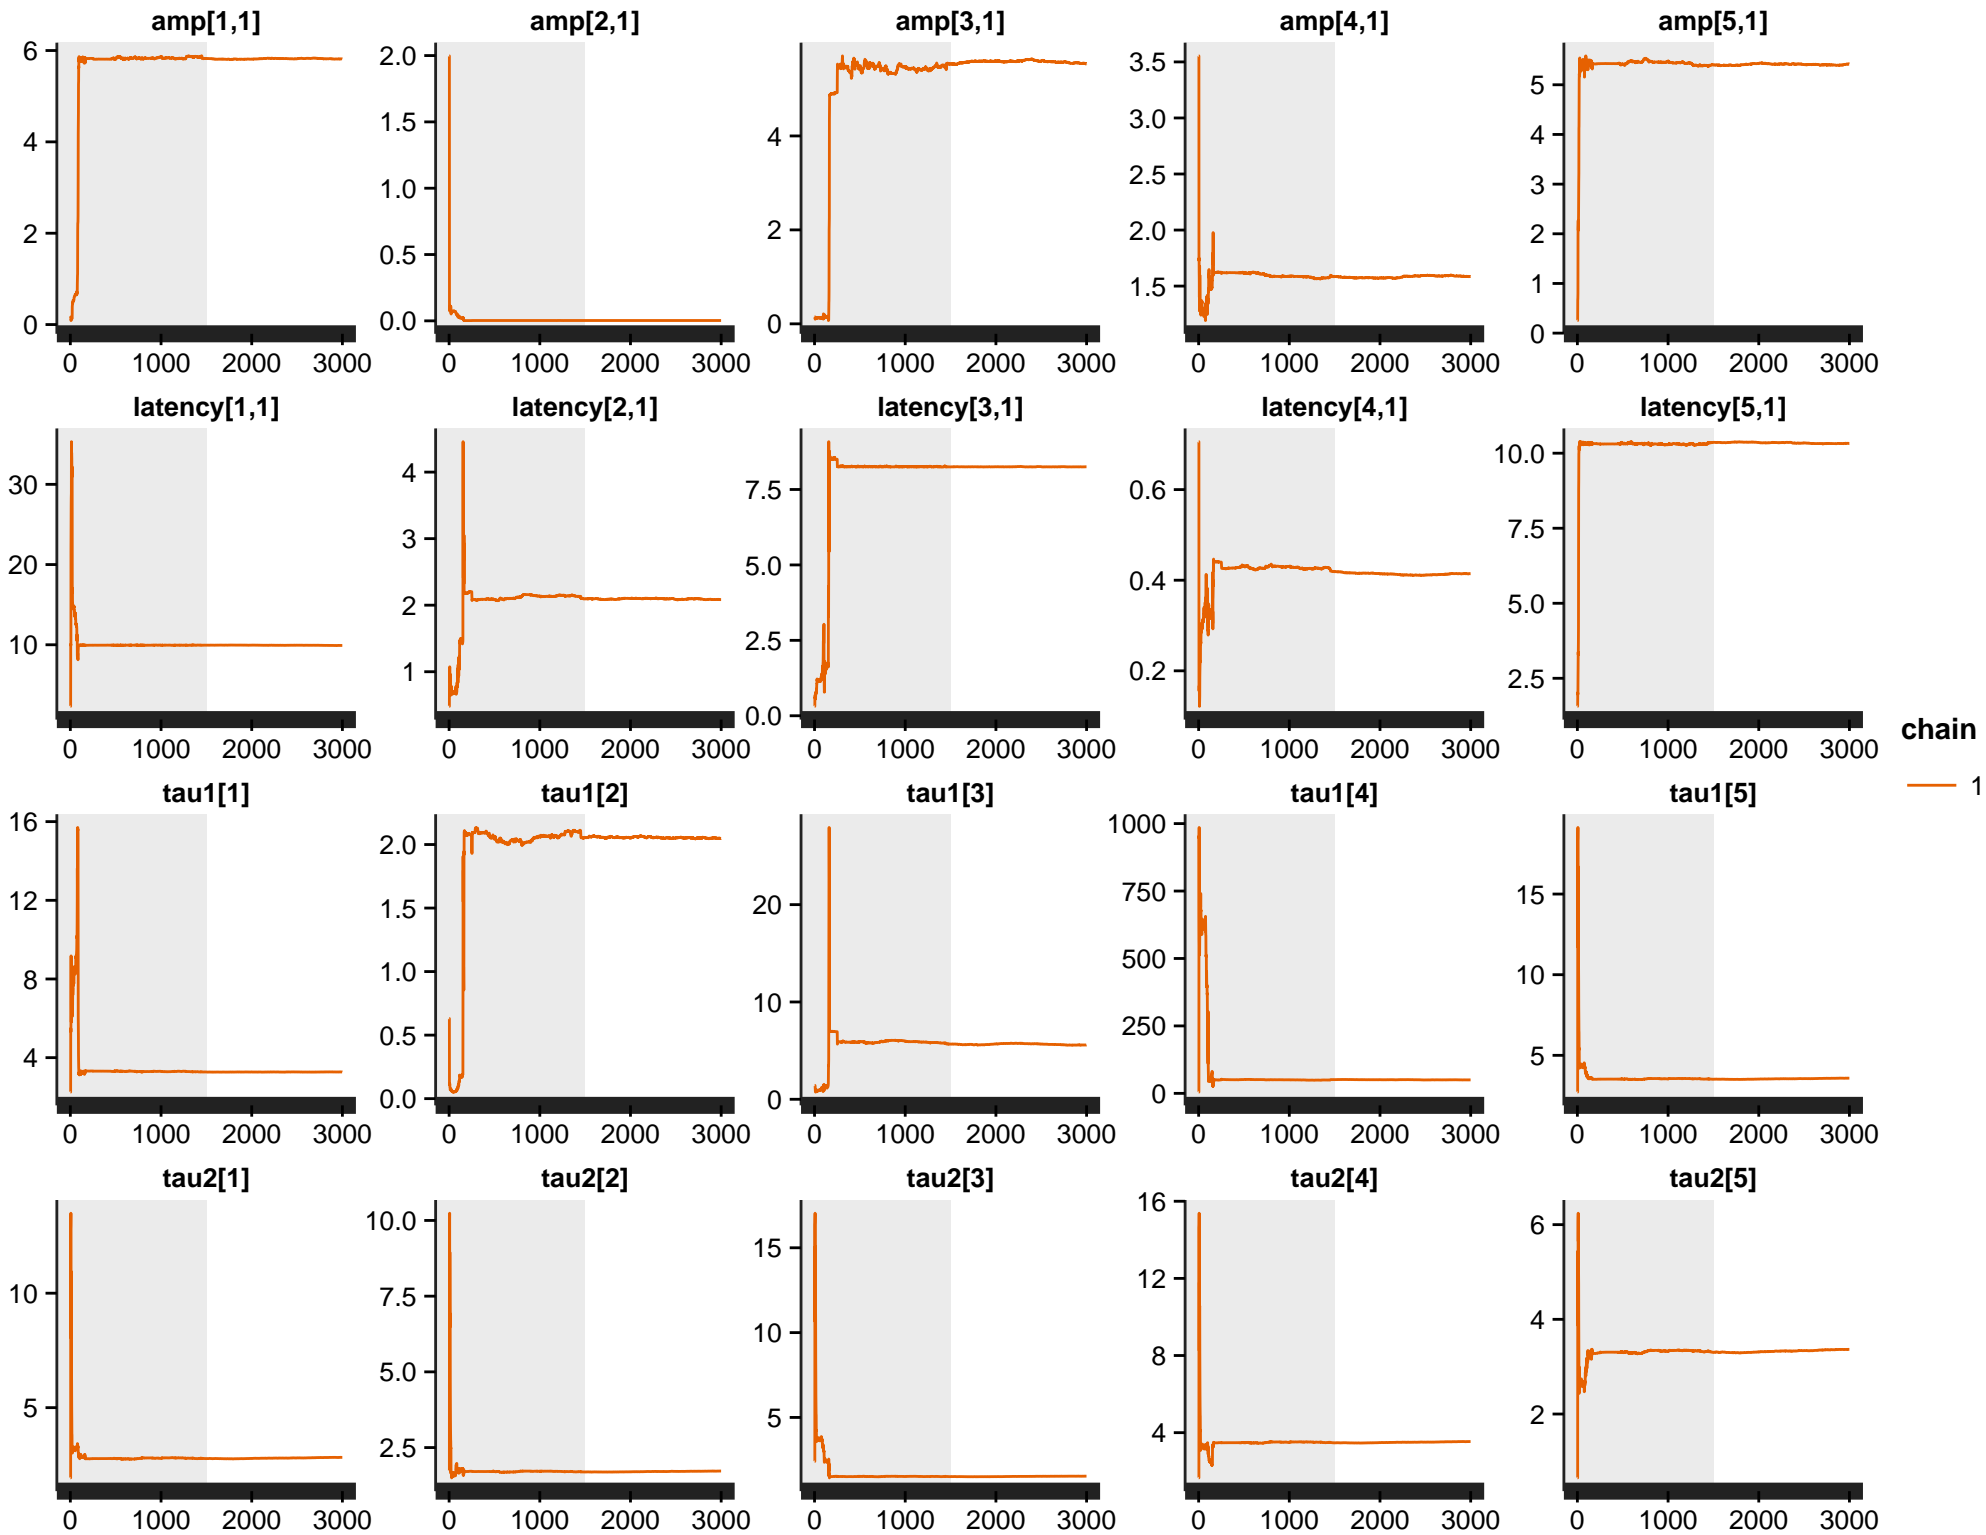 amp[1,1] amp[2,1] amp[3,1] amp[4,1] amp[5,1]
6 4 2 0
2.0 1.5 1.0 0.5 0.0
4 2 0
3.5 3.0 2.5 2.0 1.5
5 4 3 2 1 0
0 1000 2000 3000 0 1000 2000 3000 0 1000 2000 3000 0 1000 2000 3000 0 1000 2000 3000
latency[1,1] latency[2,1] latency[3,1] latency[4,1] latency[5,1]
30 20 10
4 3 2 1
7.5 5.0 2.5 0.0
0.6 0.4 0.2
10.0 7.5 5.0 2.5
0 1000 2000 3000 0 1000 2000 3000 0 1000 2000 3000 0 1000 2000 3000 0 1000 2000 3000
chain
1
tau1[1] tau1[2] tau1[3] tau1[4] tau1[5]
16 12 8 4
2.0 1.5 1.0 0.5 0.0
20 10 0
1000 750 500 250 0
15 10 5
0 1000 2000 3000 0 1000 2000 3000 0 1000 2000 3000 0 1000 2000 3000 0 1000 2000 3000
tau2[1] tau2[2] tau2[3] tau2[4] tau2[5]
10 5
10.0 7.5 5.0 2.5
15 10 5
16 12 8 4
6 4 2
0 1000 2000 3000 0 1000 2000 3000 0 1000 2000 3000 0 1000 2000 3000 0 1000 2000 3000